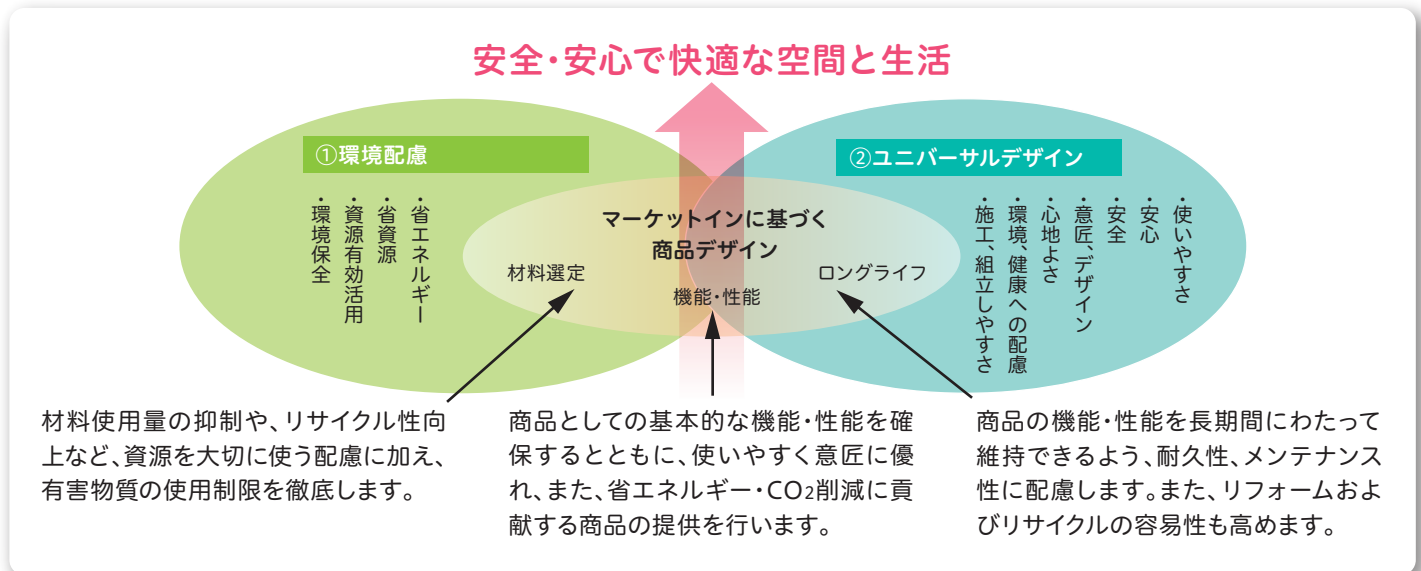 安全・安心で快適な空間と生活
①環境配慮
・省エネルギー
・省資源
・資源有効活用
・環境保全
マーケットインに基づく
商品デザイン
材料選定
機能・性能
ロングライフ
②ユニバーサルデザイン
・使いやすさ
・安心
・安全
・意匠、デザイン
・心地よさ
・環境、健康への配慮
・施工、組立しやすさ
材料使用量の抑制や、リサイクル性向
上など、資源を大切に使う配慮に加え、
有害物質の使用制限を徹底します。
商品としての基本的な機能・性能を確
保するとともに、使いやすく意匠に優
れ、また、省エネルギー・CO2削減に貢
献する商品の提供を行います。
商品の機能・性能を長期間にわたって
維持できるよう、耐久性、メンテナンス
性に配慮します。また、リフォームおよ
びリサイクルの容易性も高めます。